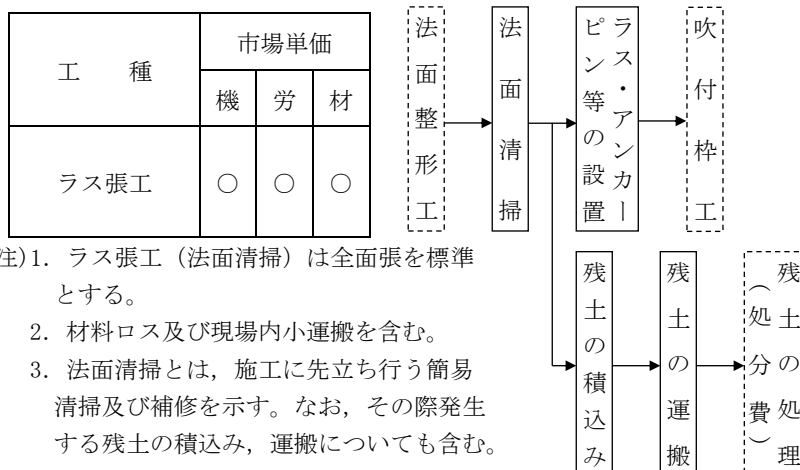 工　種
市場単価
機
労
材
ラス張工
○
○
○
法面整形工
法面清掃
ラス・アンカー
ピン等の設置
吹付枠工
残土の積込み
残土の運搬
残土の処理
（処分費）
注)1．ラス張工（法面清掃）は全面張を標準
とする。
2．材料ロス及び現場内小運搬を含む。
3．法面清掃とは，施工に先立ち行う簡易
清掃及び補修を示す。なお，その際発生
する残土の積込み，運搬についても含む。